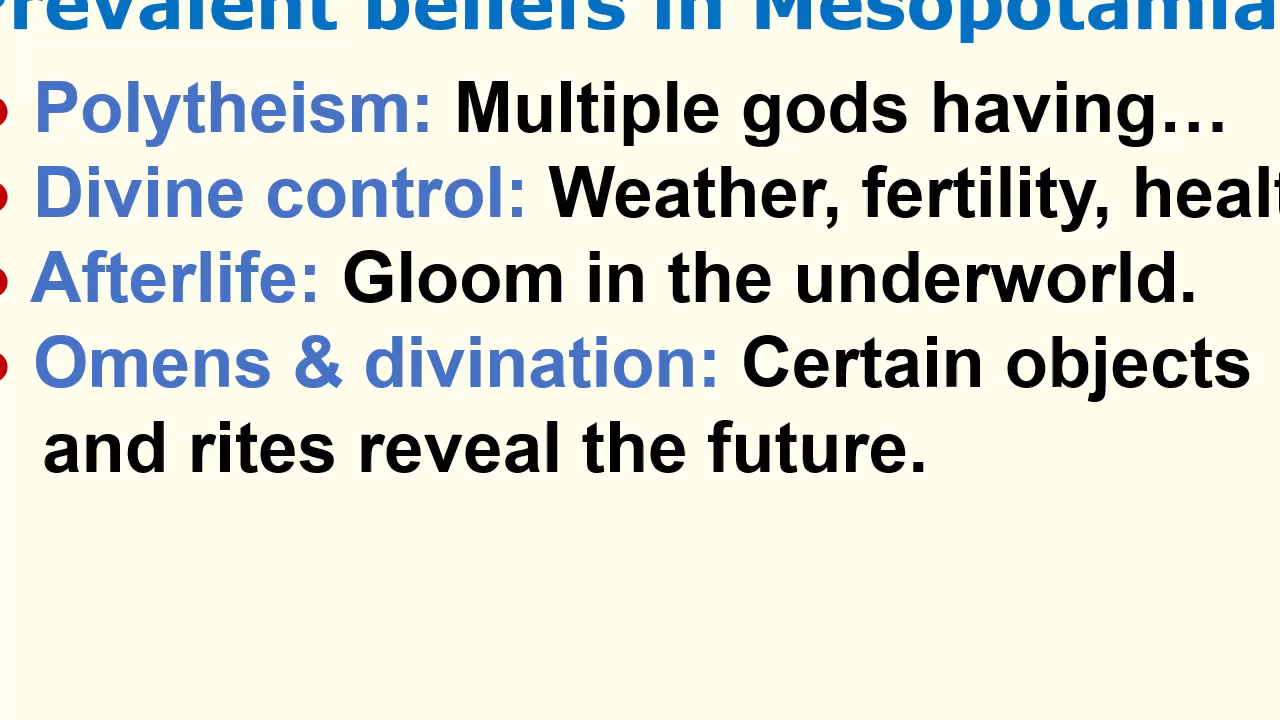 Prevalent beliefs in Mesopotamia
• Polytheism: Multiple gods having…
• Divine control: Weather, fertility, healt
• Afterlife: Gloom in the underworld.
• Omens & divination: Certain objects
and rites reveal the future.